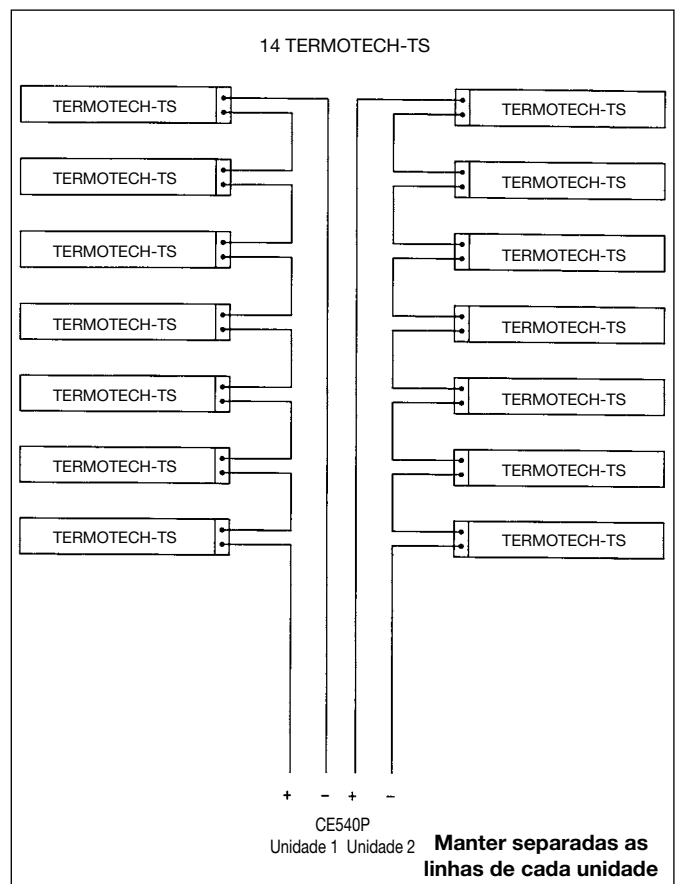 14 TERMOTECH-TS
TERMOTECH-TS
TERMOTECH-TS
TERMOTECH-TS
TERMOTECH-TS
TERMOTECH-TS
TERMOTECH-TS
TERMOTECH-TS
TERMOTECH-TS
TERMOTECH-TS
TERMOTECH-TS
TERMOTECH-TS
TERMOTECH-TS
TERMOTECH-TS
TERMOTECH-TS
+ – + –
CE540P
Unidade 1 Unidade 2
Manter separadas as
linhas de cada unidade